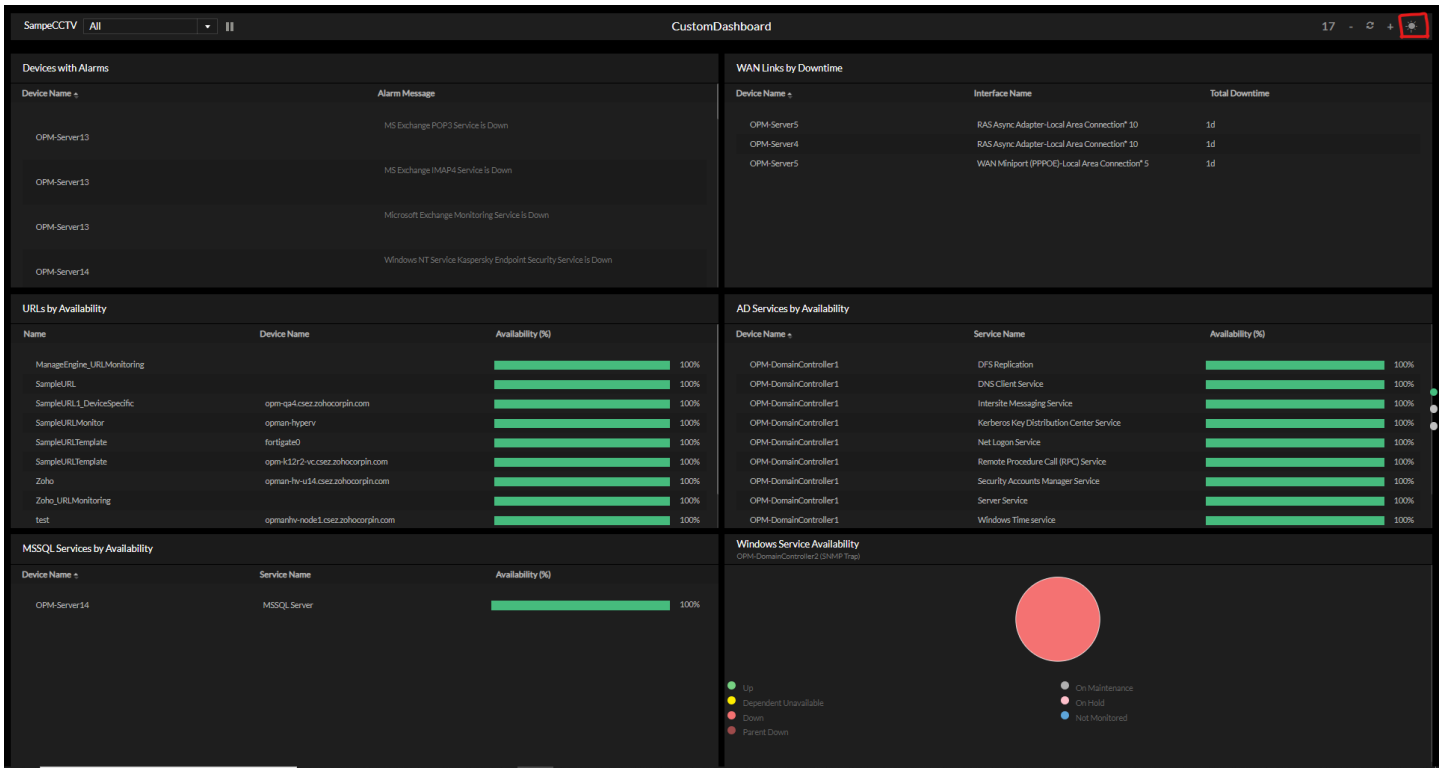 SampeCCTV All CustomDashboard 17 - +
Devices with Alarms
Device Name Alarm Message
MS Exchange POP3 Service is Down
OPM-Server13
MS Exchange IMAP4 Service is Down
OPM-Server13
Microsoft Exchange Monitoring Service is Down
OPM-Server13
Windows NT Service Kaspersky Endpoint Security Service is Down
OPM-Server14
WAN Links by Downtime
Device Name Interface Name Total Downtime
OPM-Server5 RAS Async Adapter-Local Area Connection* 10 1d
OPM-Server4 RAS Async Adapter-Local Area Connection* 10 1d
OPM-Server5 WAN Miniport (PPPOE)-Local Area Connection* 5 1d
URLs by Availability
Name Device Name Availability (%)
ManageEngine_URLMonitoring 100%
SampleURL 100%
SampleURL1_DeviceSpecific opm-qa4.csez.zohocorpin.com 100%
SampleURLMonitor opman-hyperv 100%
SampleURLTemplate fortigate0 100%
SampleURLTemplate opm-k12r2-vc.csez.zohocorpin.com 100%
Zoho opman-hv-u14.csez.zohocorpin.com 100%
Zoho_URLMonitoring 100%
test opmanhv-node1.csez.zohocorpin.com 100%
AD Services by Availability
Device Name Service Name Availability (%)
OPM-DomainController1 DFS Replication 100%
OPM-DomainController1 DNS Client Service 100%
OPM-DomainController1 Intersite Messaging Service 100%
OPM-DomainController1 Kerberos Key Distribution Center Service 100%
OPM-DomainController1 Net Logon Service 100%
OPM-DomainController1 Remote Procedure Call (RPC) Service 100%
OPM-DomainController1 Security Accounts Manager Service 100%
OPM-DomainController1 Server Service 100%
OPM-DomainController1 Windows Time service 100%
MSSQL Services by Availability
Device Name Service Name Availability (%)
OPM-Server14 MSSQL Server 100%
Windows Service Availability
OPM-DomainController2 (SNMP Trap)
Up
Dependent Unavailable
Down
Parent Down
On Maintenance
On Hold
Not Monitored